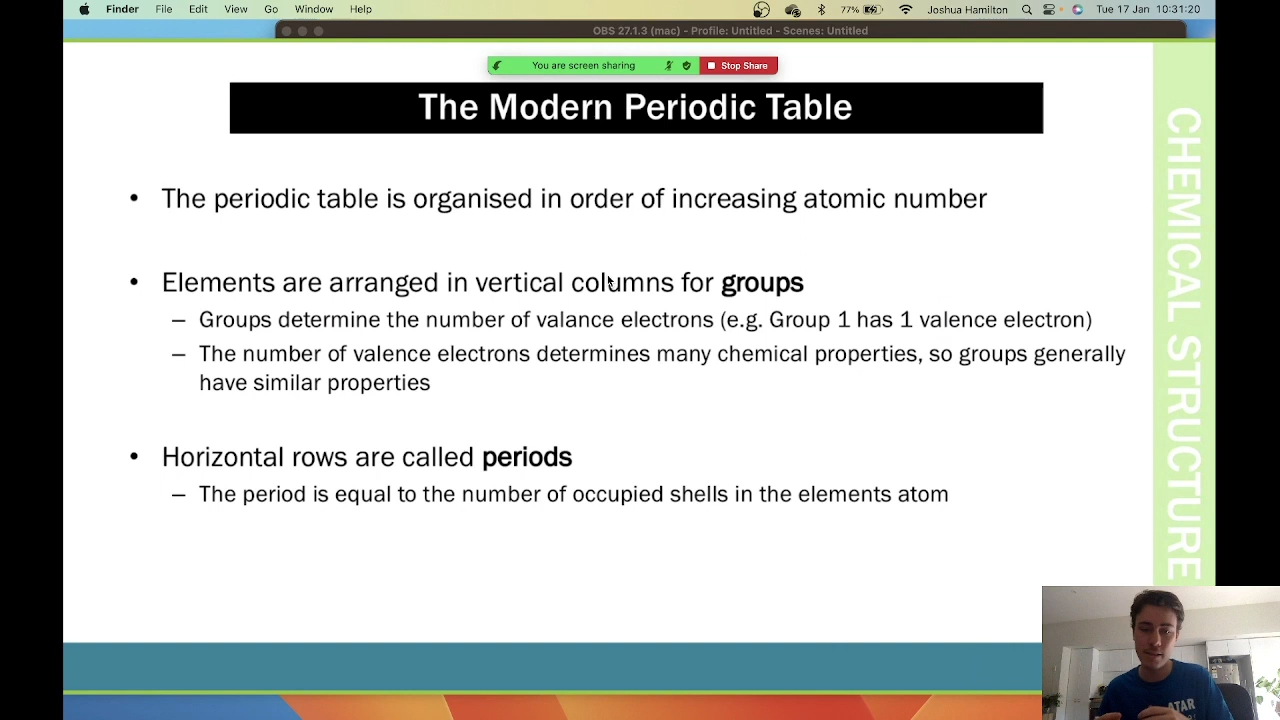 Finder File Edit View Go Window Help 77% Joshua Hamilton Tue 17 Jan 10:31:20
OBS 27.1.3 (mac) - Profile: Untitled - Scenes: Untitled
You are screen sharing Stop Share
The Modern Periodic Table
• The periodic table is organised in order of increasing atomic number
• Elements are arranged in vertical columns for groups
– Groups determine the number of valance electrons (e.g. Group 1 has 1 valence electron)
– The number of valence electrons determines many chemical properties, so groups generally
have similar properties
• Horizontal rows are called periods
– The period is equal to the number of occupied shells in the elements atom
CHEMICAL STRUCTURE
ATAR